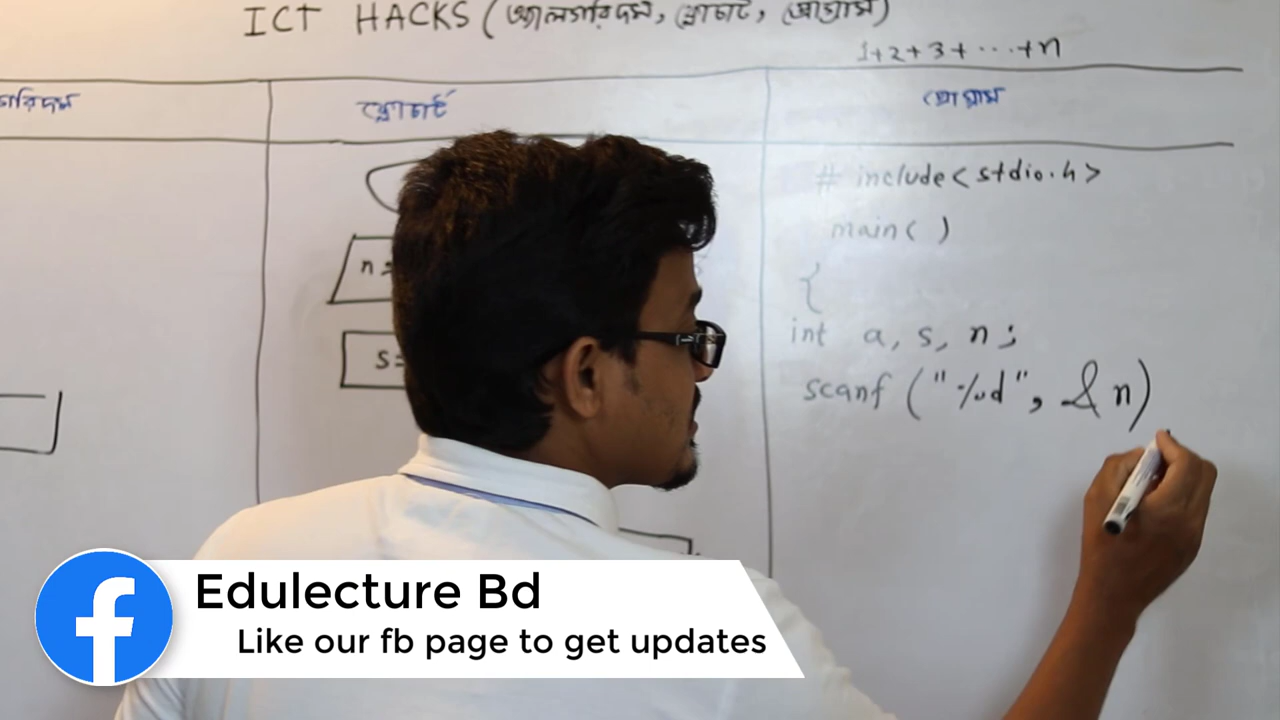 ICT HACKS (অ্যালগরিদম, ফ্লোচার্ট, প্রোগ্রাম)
1+2+3+ ... +n
গরিদম
ফ্লোচার্ট
প্রোগ্রাম
# include<stdio.h>
main( )
{
n=
int a, s, n;
s=
scanf ("%d", & n)
Edulecture Bd
Like our fb page to get updates